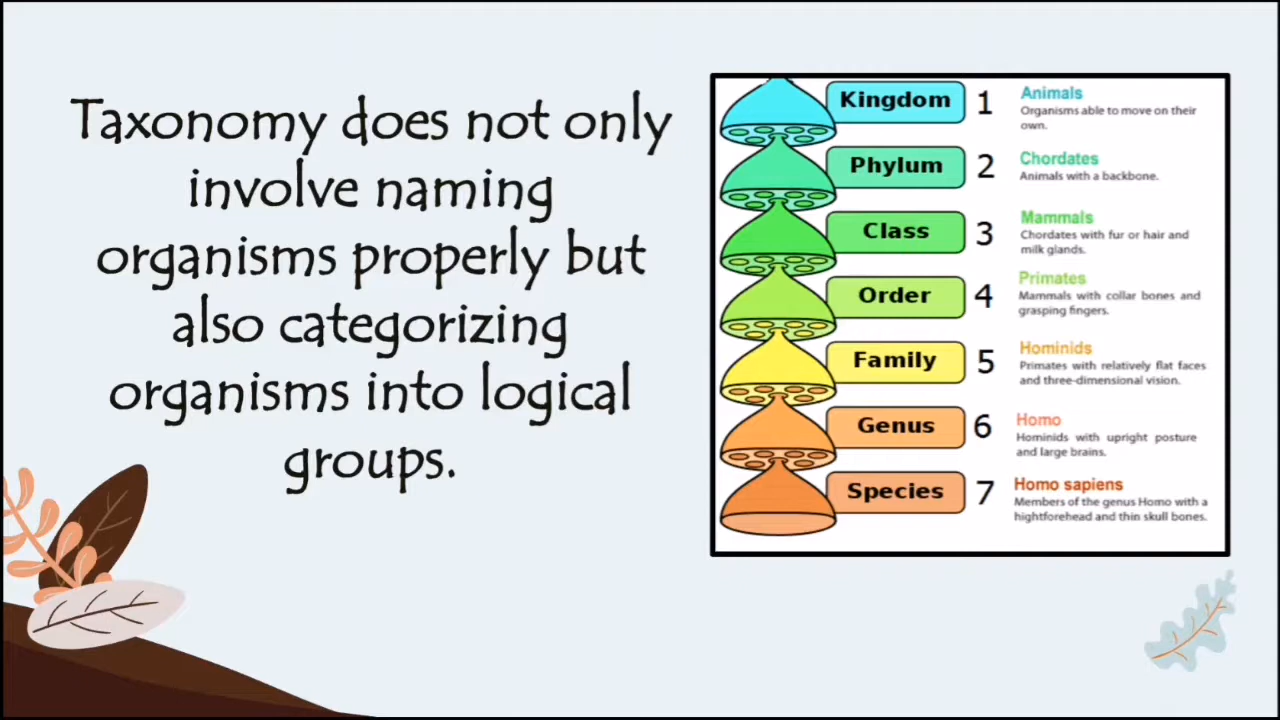 Taxonomy does not only
involve naming
organisms properly but
also categorizing
organisms into logical
groups.
Kingdom 1 Animals
Organisms able to move on their
own.
Phylum 2 Chordates
Animals with a backbone.
Class 3 Mammals
Chordates with fur or hair and
milk glands.
Order 4 Primates
Mammals with collar bones and
grasping fingers.
Family 5 Hominids
Primates with relatively flat faces
and three-dimensional vision.
Genus 6 Homo
Hominids with upright posture
and large brains.
Species 7 Homo sapiens
Members of the genus Homo with a
hightforehead and thin skull bones.